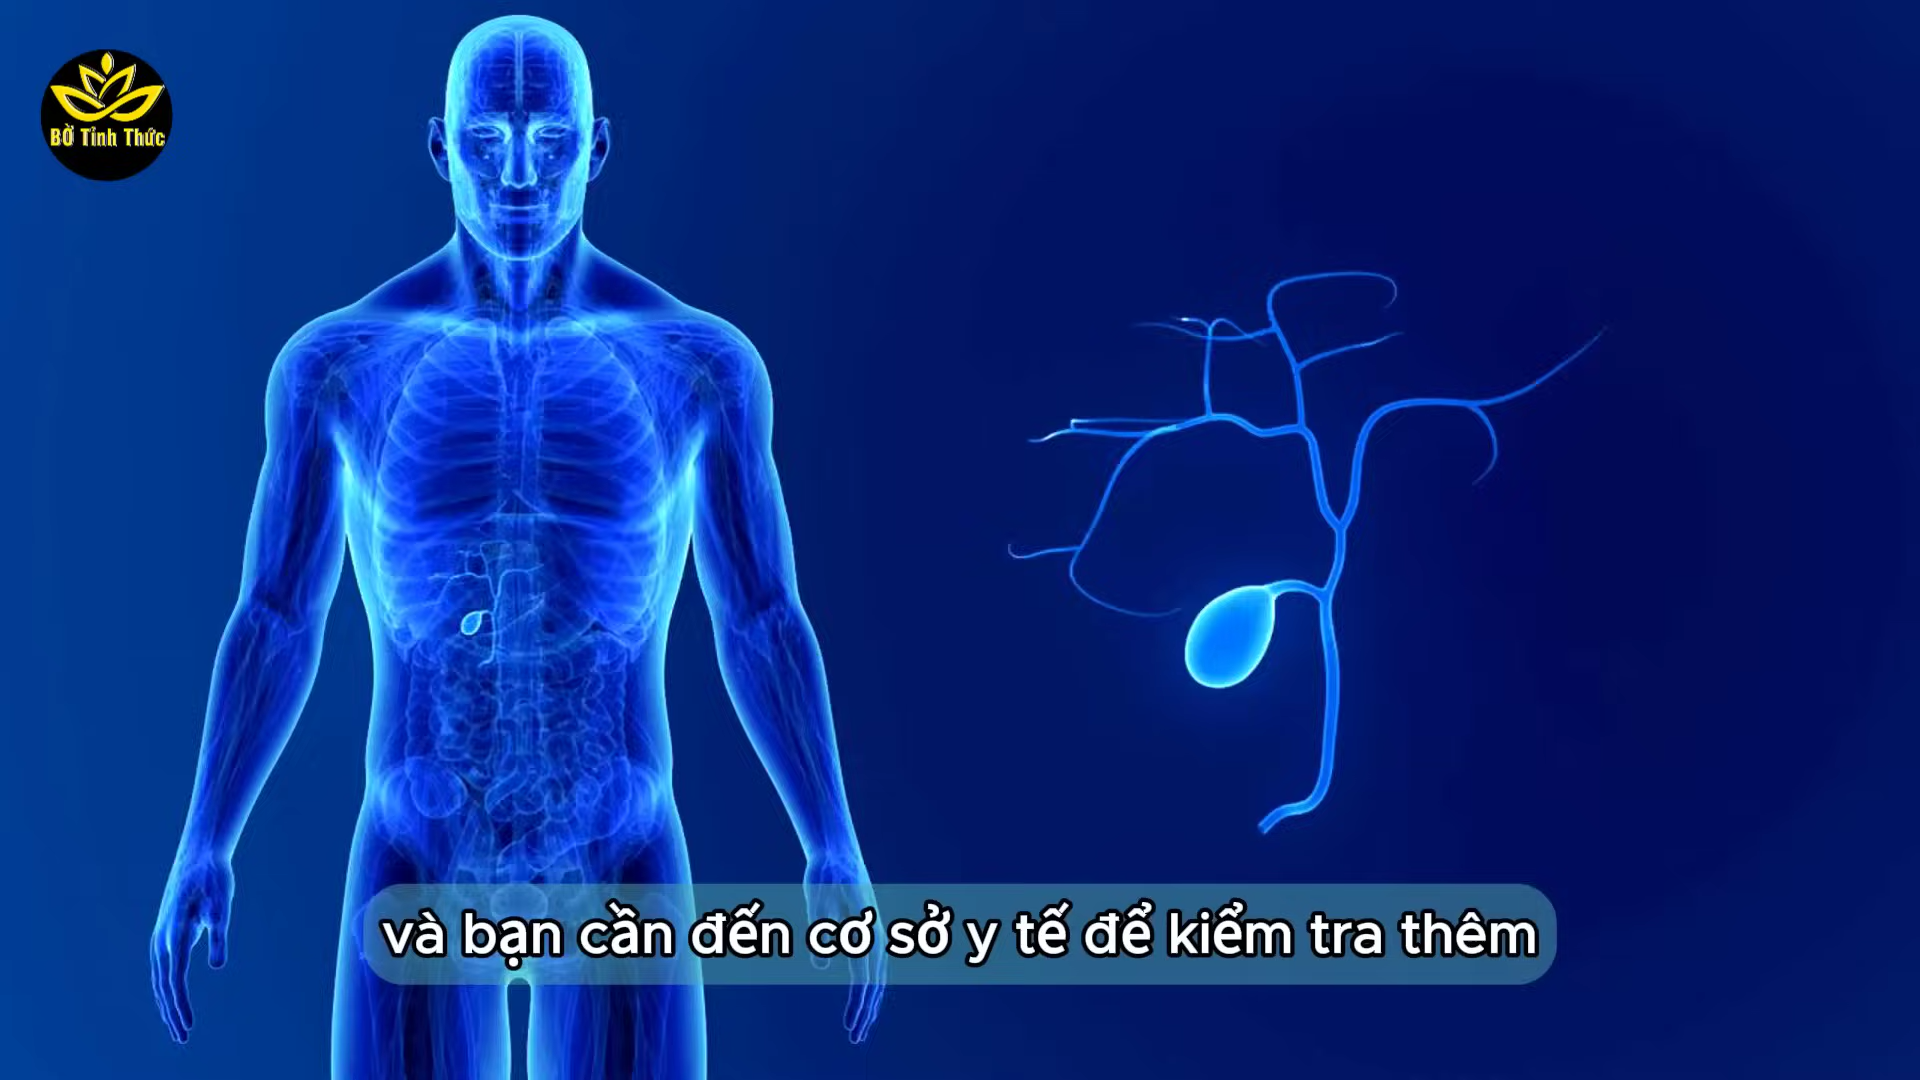 BỜ Tỉnh Thức
và bạn cần đến cơ sở y tế để kiểm tra thêm